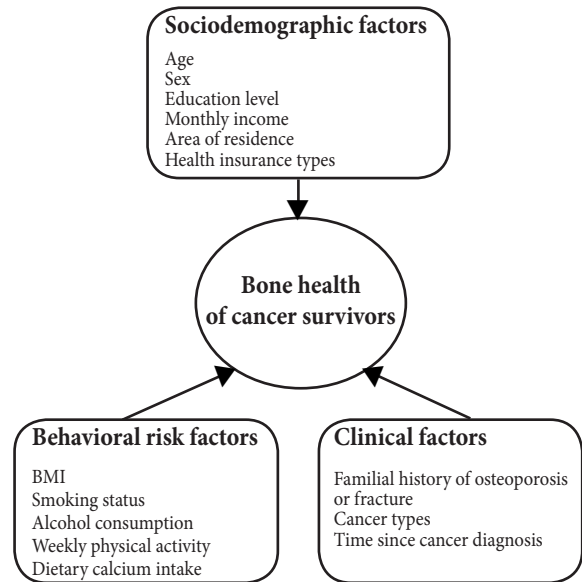 Sociodemographic factors
Age
Sex
Education level
Monthly income
Area of residence
Health insurance types
Bone health
of cancer survivors
Behavioral risk factors
BMI
Smoking status
Alcohol consumption
Weekly physical activity
Dietary calcium intake
Clinical factors
Familial history of osteoporosis
or fracture
Cancer types
Time since cancer diagnosis